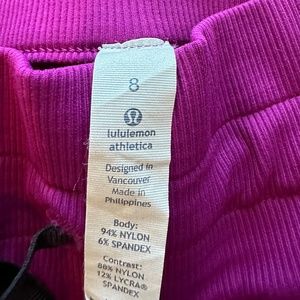 8
lululemon
athletica
Designed in
Vancouver
Made in
Philippines
Body:
94% NYLON
6% SPANDEX
Contrast:
88% NYLON
12% LYCRA®
SPANDEX